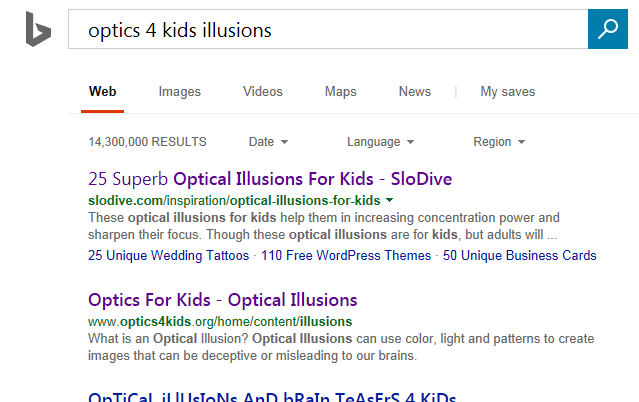 optics 4 kids illusions
Web Images Videos Maps News | My saves
14,300,000 RESULTS Date Language Region
25 Superb Optical Illusions For Kids - SloDive
slodive.com/inspiration/optical-illusions-for-kids
These optical illusions for kids help them in increasing concentration power and
sharpen their focus. Though these optical illusions are for kids, but adults will ...
25 Unique Wedding Tattoos · 110 Free WordPress Themes · 50 Unique Business Cards
Optics For Kids - Optical Illusions
www.optics4kids.org/home/content/illusions
What is an Optical Illusion? Optical Illusions can use color, light and patterns to create
images that can be deceptive or misleading to our brains.
OpTiCaL iLlUsIoNs AnD bRaIn TeAsErS 4 KiDs